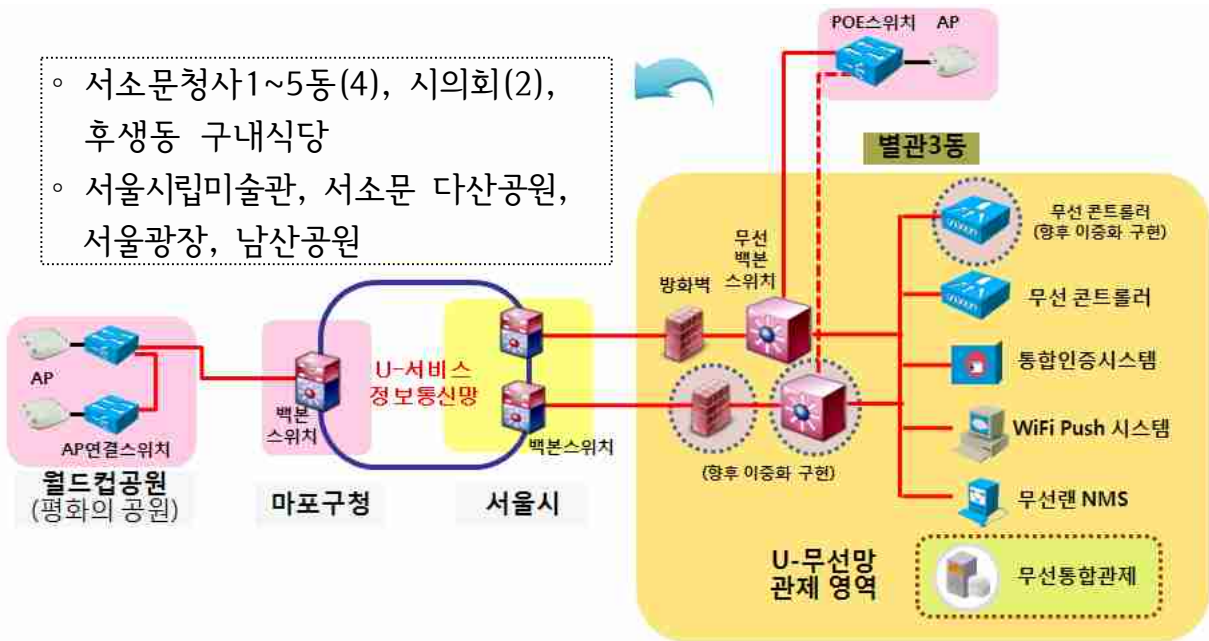 POE스위치 AP
◦ 서소문청사1~5동(4), 시의회(2),
후생동 구내식당
◦ 서울시립미술관, 서소문 다산공원,
서울광장, 남산공원
별관3동
무선 콘트롤러
(향후 이중화 구현)
무선
백본
스위치
방화벽
무선 콘트롤러
AP
AP연결스위치
월드컵공원
(평화의 공원)
백본
스위치
마포구청
U-서비스
정보통신망
백본스위치
서울시
(향후 이중화 구현)
통합인증시스템
WiFi Push 시스템
무선랜 NMS
U-무선망
관제 영역
무선통합관제